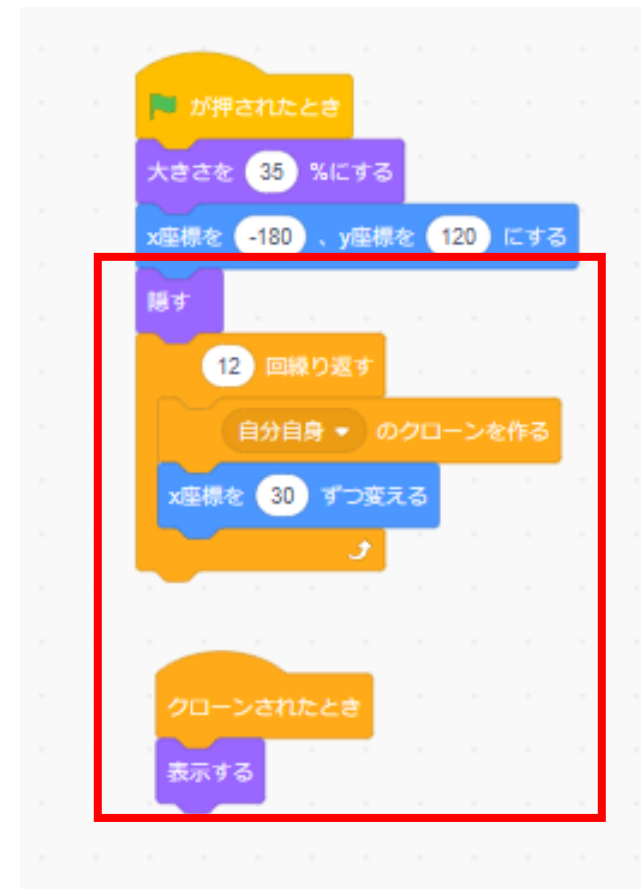 が押されたとき
大きさを 35 %にする
x座標を -180 、y座標を 120 にする
隠す
12 回繰り返す
自分自身 のクローンを作る
x座標を 30 ずつ変える
クローンされたとき
表示する